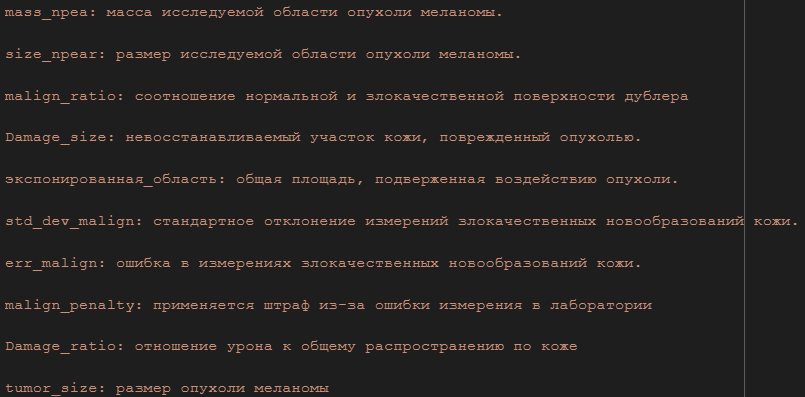 mass_npea: масса исследуемой области опухоли меланомы.
size_npear: размер исследуемой области опухоли меланомы.
malign_ratio: соотношение нормальной и злокачественной поверхности дублера
Damage_size: невосстанавливаемый участок кожи, поврежденный опухолью.
экспонированная_область: общая площадь, подверженная воздействию опухоли.
std_dev_malign: стандартное отклонение измерений злокачественных новообразований кожи.
err_malign: ошибка в измерениях злокачественных новообразований кожи.
malign_penalty: применяется штраф из-за ошибки измерения в лаборатории
Damage_ratio: отношение урона к общему распространению по коже
tumor_size: размер опухоли меланомы